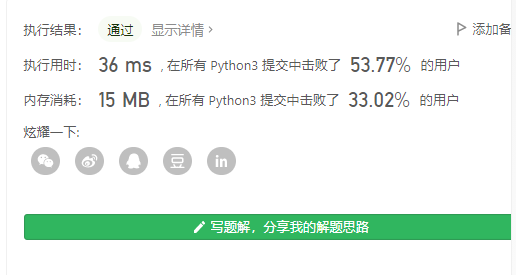 执行结果： 通过 显示详情 > 添加备
执行用时： 36 ms , 在所有 Python3 提交中击败了 53.77% 的用户
内存消耗： 15 MB , 在所有 Python3 提交中击败了 33.02% 的用户
炫耀一下:
豆 in
写题解，分享我的解题思路